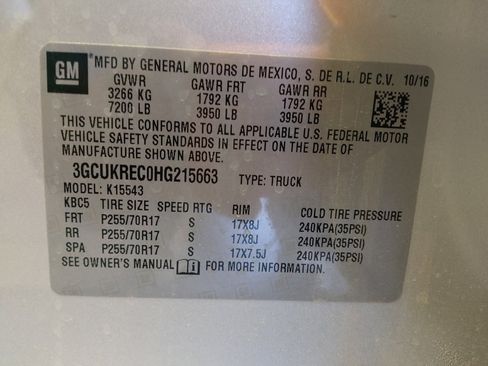 GM *MFD BY GENERAL MOTORS DE MEXICO, S. DE R.L. DE C.V. 10/16
GVWR GAWR FRT GAWR RR
3266 KG 1792 KG 1792 KG
7200 LB 3950 LB 3950 LB
THIS VEHICLE CONFORMS TO ALL APPLICABLE U.S. FEDERAL MOTOR
VEHICLE SAFETY STANDARDS IN EFFECT ON THE DATE OF
MANUFACTURE SHOWN ABOVE.
3GCUKREC0HG215663 TYPE: TRUCK
MODEL: K15543
KBC5 TIRE SIZE SPEED RTG RIM COLD TIRE PRESSURE
FRT P255/70R17 S 17X8J 240KPA(35PSI)
RR P255/70R17 S 17X8J 240KPA(35PSI)
SPA P255/70R17 S 17X7.5J 240KPA(35PSI)
SEE OWNER'S MANUAL FOR MORE INFORMATION.